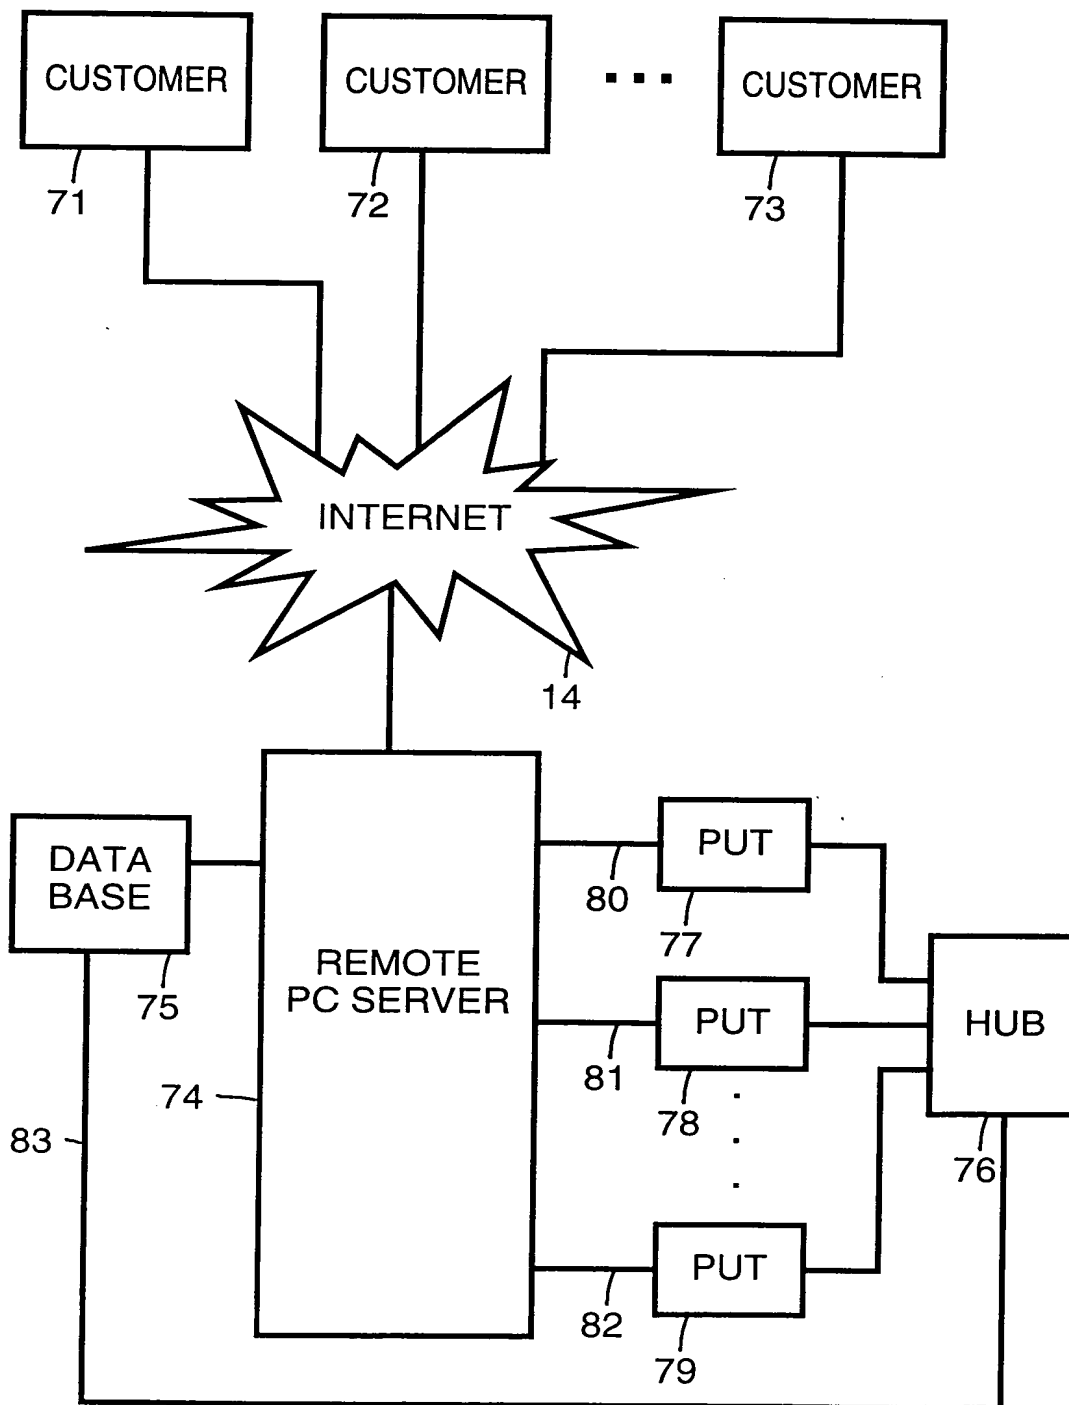 CUSTOMER
CUSTOMER
CUSTOMER
71
72
73
INTERNET
14
DATA
BASE
75
REMOTE
PC SERVER
74
83
80
PUT
77
81
PUT
78
82
PUT
79
HUB
76